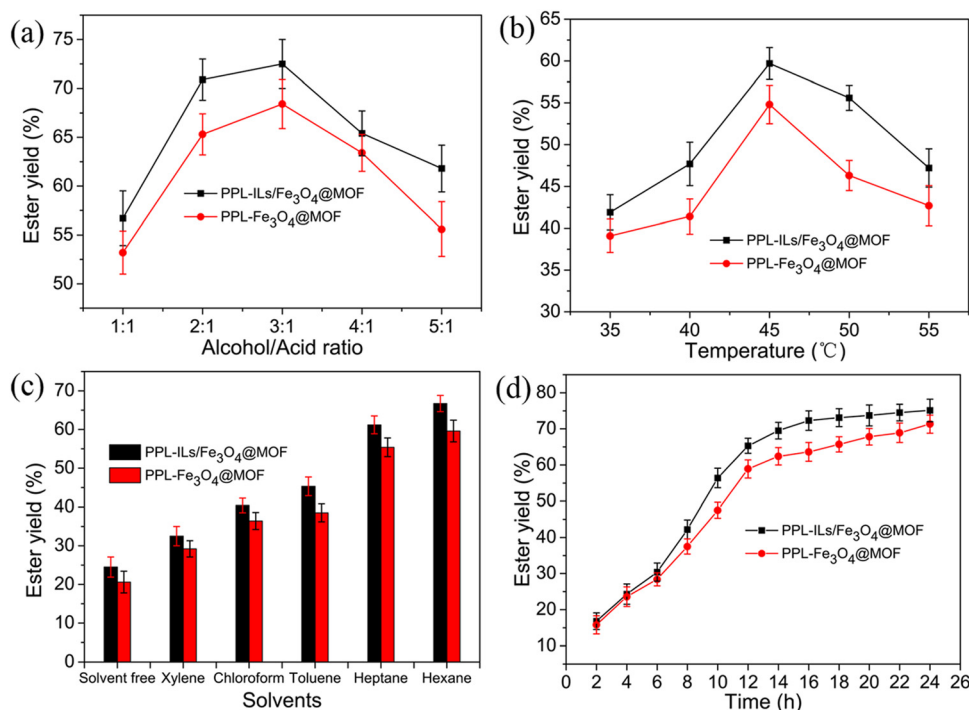 (a)
75
70
65
60
55
50
Ester yield (%)
PPL-ILs/Fe₃O₄@MOF
PPL-Fe₃O₄@MOF
1:1 2:1 3:1 4:1 5:1
Alcohol/Acid ratio
(b)
65
60
55
50
45
40
35
30
Ester yield (%)
PPL-ILs/Fe₃O₄@MOF
PPL-Fe₃O₄@MOF
35 40 45 50 55
Temperature (℃)
(c)
70
60
50
40
30
20
10
0
Ester yield (%)
PPL-ILs/Fe₃O₄@MOF
PPL-Fe₃O₄@MOF
Solvent free Xylene Chloroform Toluene Heptane Hexane
Solvents
(d)
80
70
60
50
40
30
20
10
Ester yield (%)
PPL-ILs/Fe₃O₄@MOF
PPL-Fe₃O₄@MOF
0 2 4 6 8 10 12 14 16 18 20 22 24 26
Time (h)